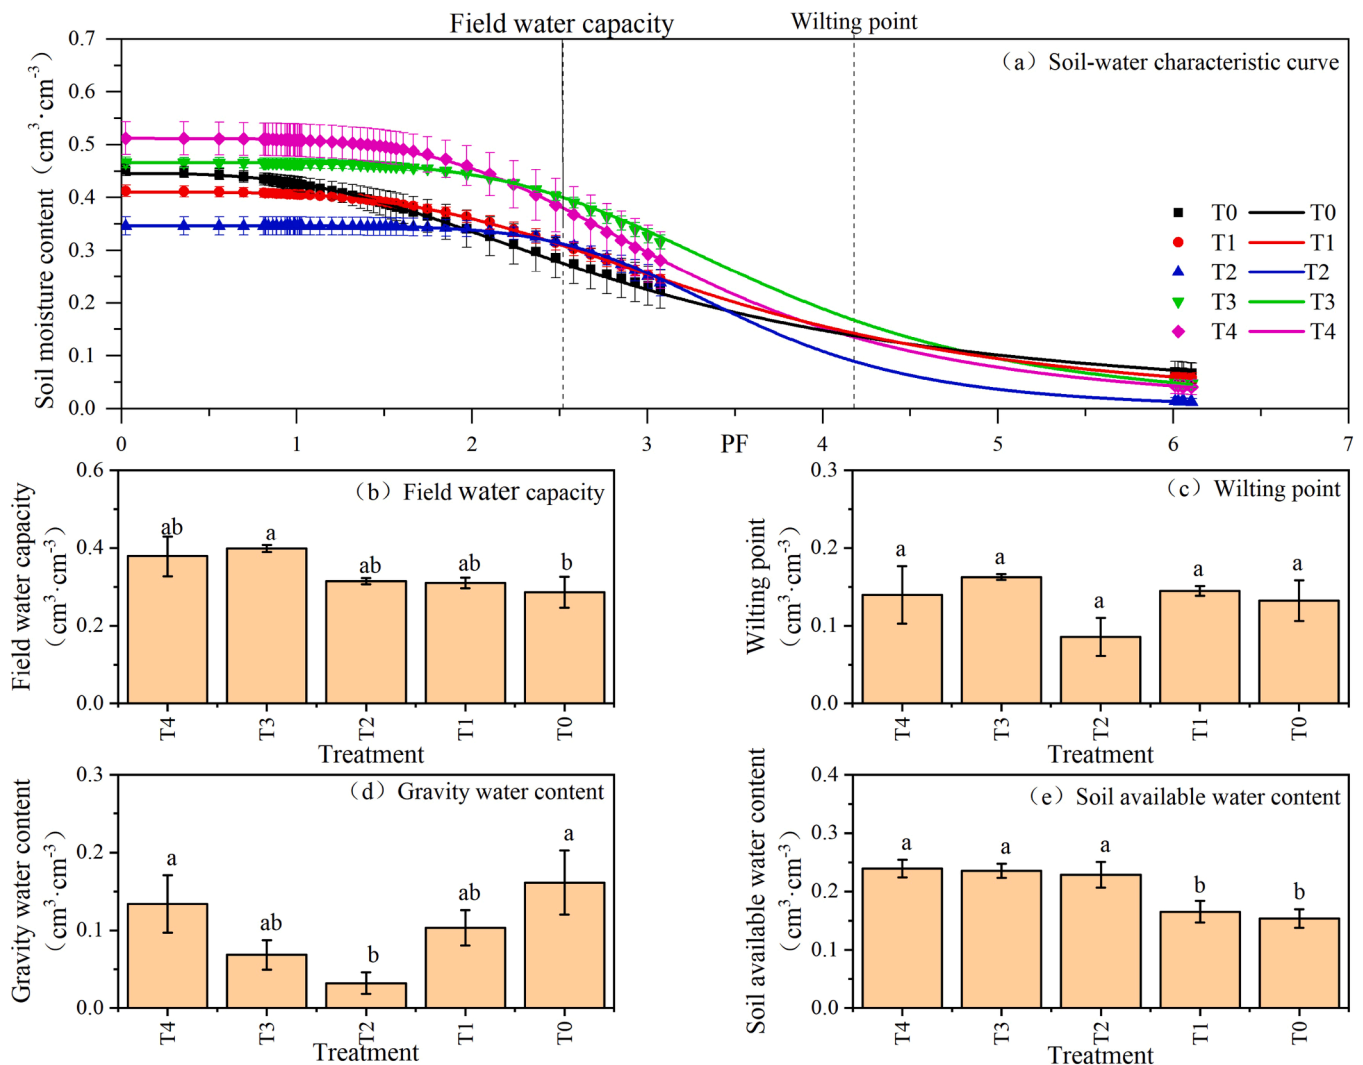 Field water capacity
Wilting point
（a）Soil-water characteristic curve
Soil moisture content（cm³·cm⁻³）
0.7
0.6
0.5
0.4
0.3
0.2
0.1
0.0
T0 T0
T1 T1
T2 T2
T3 T3
T4 T4
0 1 2 3 4 5 6 7
PF
（b）Field water capacity
Field water capacity
（cm³·cm⁻³）
0.6
0.4
0.2
0.0
ab a ab ab b
T4 T3 T2 T1 T0
Treatment
（c）Wilting point
Wilting point
（cm³·cm⁻³）
0.3
0.2
0.1
0.0
a a a a a
T4 T3 T2 T1 T0
Treatment
（d）Gravity water content
Gravity water content
（cm³·cm⁻³）
0.3
0.2
0.1
0.0
a ab b ab a
T4 T3 T2 T1 T0
Treatment
（e）Soil available water content
Soil available water content
（cm³·cm⁻³）
0.4
0.3
0.2
0.1
0.0
a a a b b
T4 T3 T2 T1 T0
Treatment